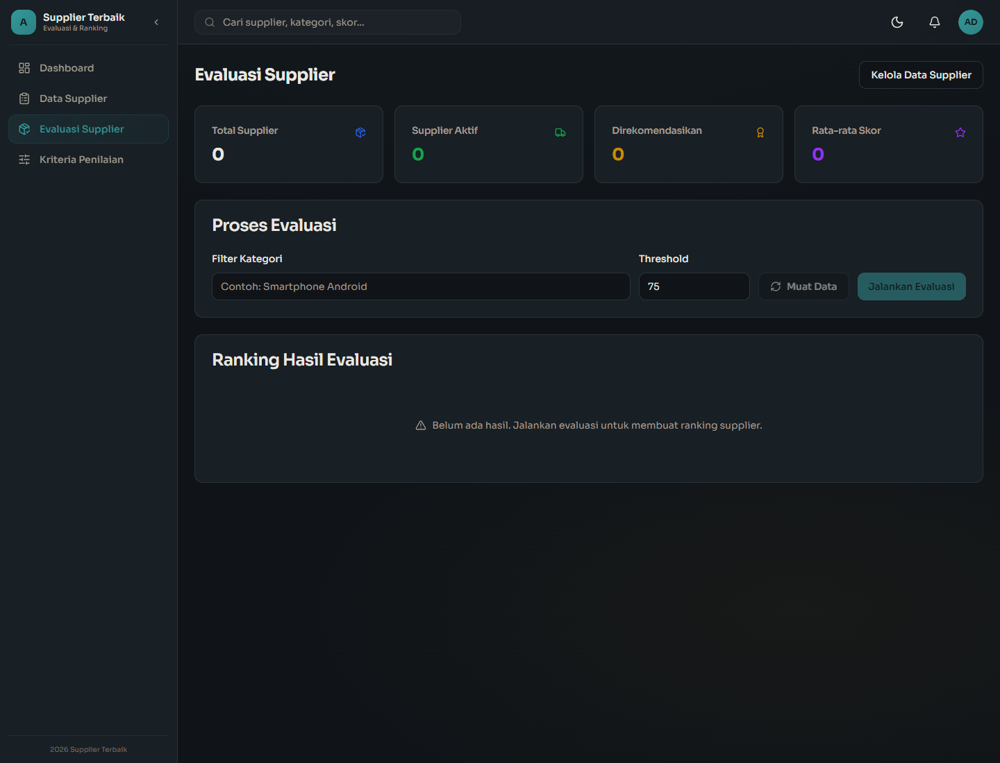 A
Supplier Terbaik
Evaluasi & Ranking
Dashboard
Data Supplier
Evaluasi Supplier
Kriteria Penilaian
2026 Supplier Terbaik
Cari supplier, kategori, skor...
AD
Evaluasi Supplier
Kelola Data Supplier
Total Supplier
0
Supplier Aktif
0
Direkomendasikan
0
Rata-rata Skor
0
Proses Evaluasi
Filter Kategori
Contoh: Smartphone Android
Threshold
75
Muat Data
Jalankan Evaluasi
Ranking Hasil Evaluasi
Belum ada hasil. Jalankan evaluasi untuk membuat ranking supplier.